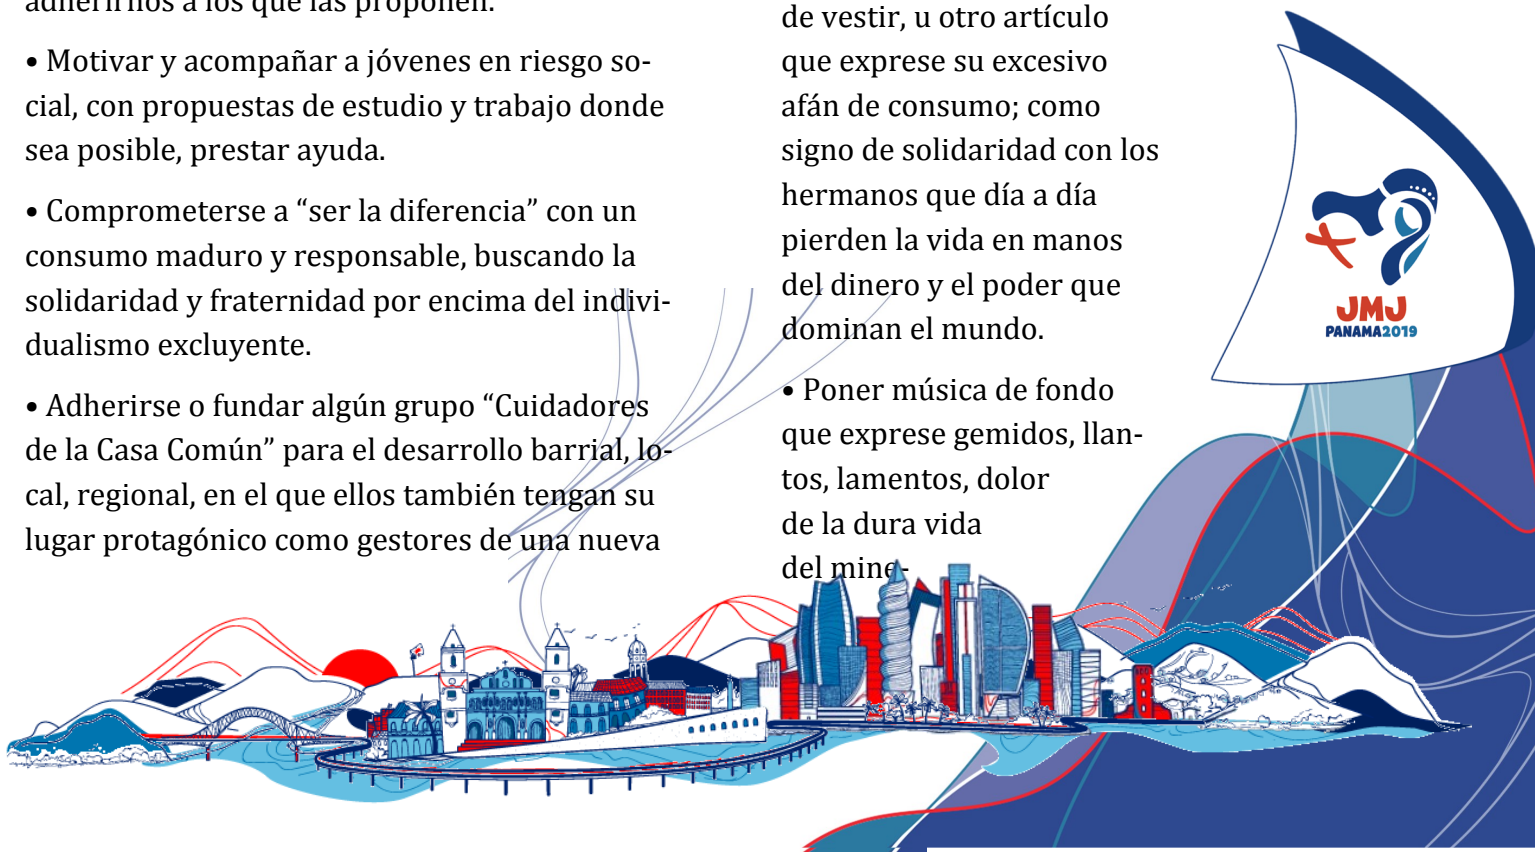 adherirnos a los que las proponen.
• Motivar y acompañar a jóvenes en riesgo so-
cial, con propuestas de estudio y trabajo donde
sea posible, prestar ayuda.
• Comprometerse a “ser la diferencia” con un
consumo maduro y responsable, buscando la
solidaridad y fraternidad por encima del indivi-
dualismo excluyente.
• Adherirse o fundar algún grupo “Cuidadores
de la Casa Común” para el desarrollo barrial, lo-
cal, regional, en el que ellos también tengan su
lugar protagónico como gestores de una nueva
de vestir, u otro artículo
que exprese su excesivo
afán de consumo; como
signo de solidaridad con los
hermanos que día a día
pierden la vida en manos
del dinero y el poder que
dominan el mundo.
• Poner música de fondo
que exprese gemidos, llan-
tos, lamentos, dolor
de la dura vida
del mine-
JMJ
PANAMA2019